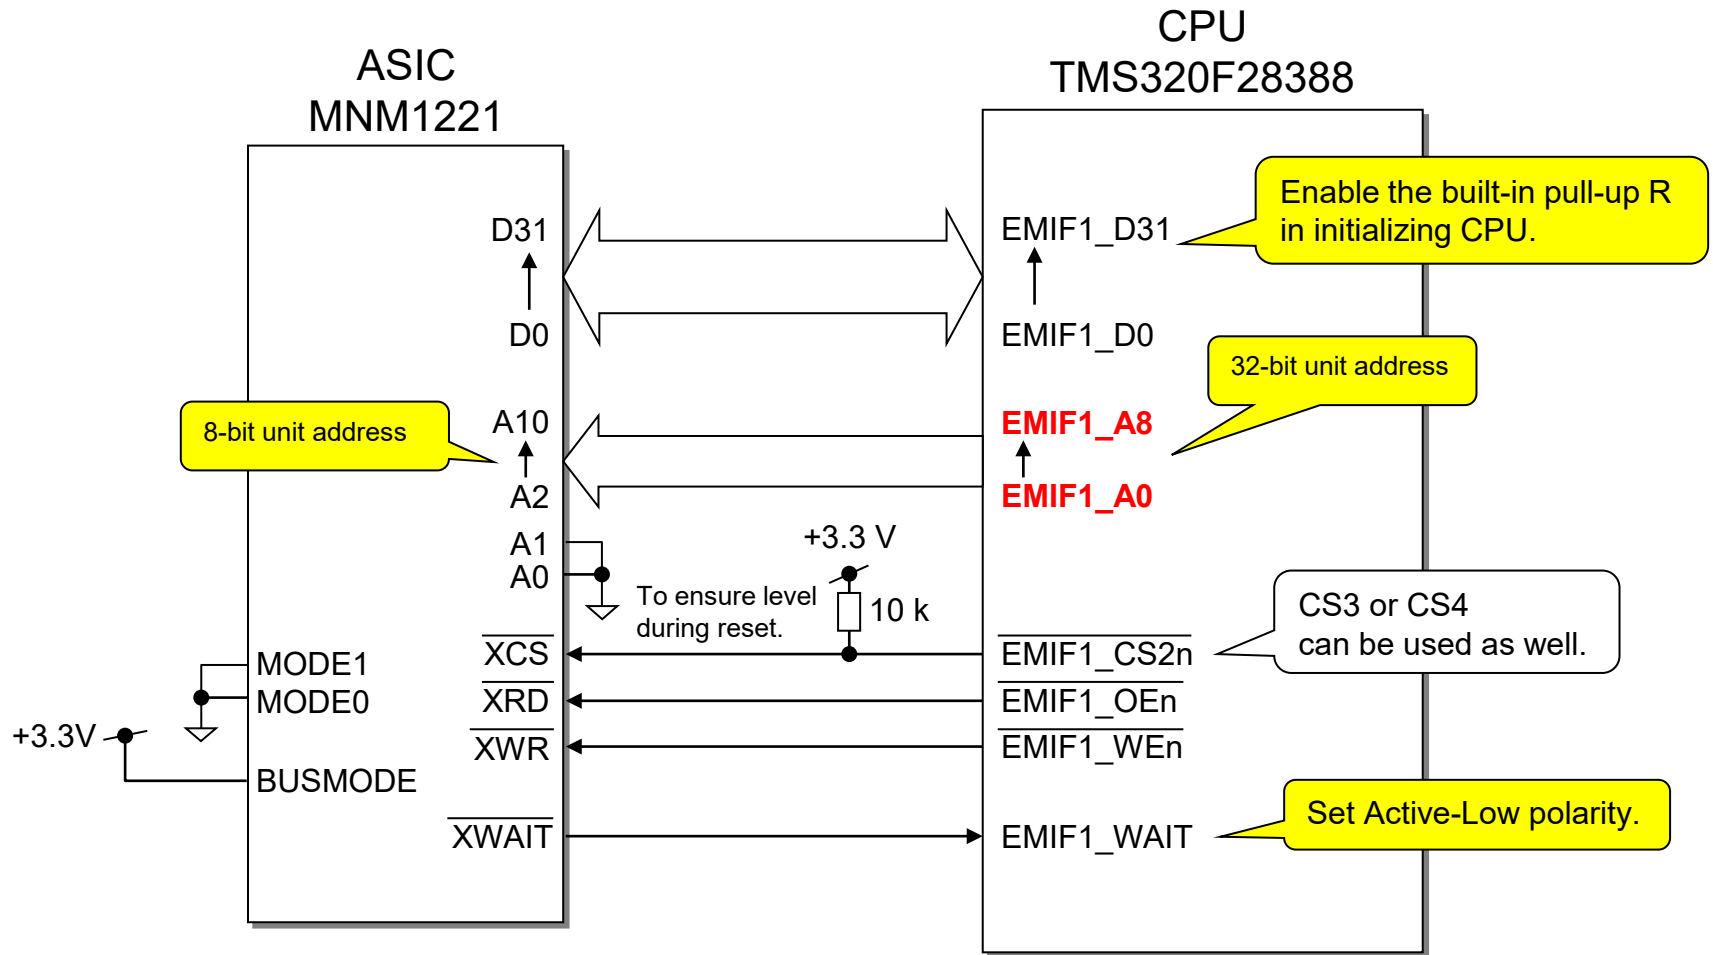 CPU
TMS320F28388
ASIC
MNM1221
Enable the built-in pull-up R
in initializing CPU.
D31
EMIF1_D31
D0
EMIF1_D0
32-bit unit address
8-bit unit address
A10
EMIF1_A8
A2
EMIF1_A0
A1
A0
+3.3 V
To ensure level
during reset.
10 k
CS3 or CS4
can be used as well.
XCS
EMIF1_CS2n
MODE1
XRD
EMIF1_OEn
MODE0
+3.3V
XWR
EMIF1_WEn
BUSMODE
Set Active-Low polarity.
XWAIT
EMIF1_WAIT